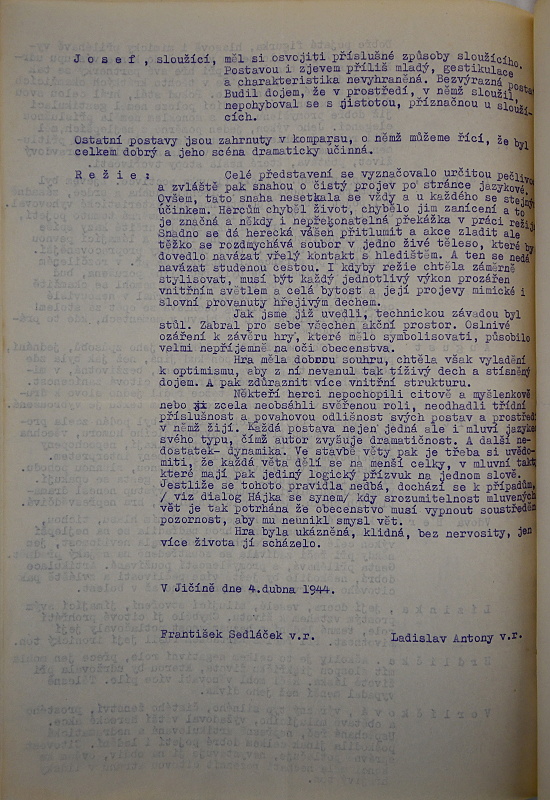 J o s e f , sloužící, měl si osvojiti příslušné způsoby sloužícího.
Postavou i zjevem příliš mladý, gestikulace
a charakteristika nevyhraněná. Bezvýrazná postava
Budil dojem, že v prostředí, v němž sloužil,
nepohyboval se s jistotou, příznačnou u slouží-
cích.
Ostatní postavy jsou zahrnuty v komparsu, o němž můžeme říci, že byl
celkem dobrý a jeho scéna dramaticky účinná.
R e ž i e : Celé představení se vyznačovalo určitou pečlivo
a zvláště pak snahou o čistý projev po stránce jazykové.
Ovšem, tato snaha nesetkala se vždy a u každého se stejným
účinkem. Hercům chyběl život, chybělo jim zanícení a to
je značná a někdy i nepřekonatelná překážka v práci režij
Snadno se dá herecká vášeň přitlumit a akce zladit ale
těžko se rozdmychává soubor v jedno živé těleso, které by
dovedlo navázat vřelý kontakt s hledištěm. A ten se nedá
navázat studenou cestou. I kdyby režie chtěla záměrně
stylisovat, musí být každý jednotlivý výkon prozářen
vnitřním světlem a celá bytost a její projevy mimické i
slovní provanuty hřejivým dechem.
Jak jsme již uvedli, technickou závadou byl
stůl. Zabral pro sebe všechen akční prostor. Oslnivé
ozáření k závěru hry, které mělo symbolisovati, působilo
velmi nepříjemně na oči obecenstva.
Hra měla dobrou souhru, chtěla však vyladění
k optimismu, aby z ní nevanul tak tíživý dech a stísněný
dojem. A pak zdůraznit více vnitřní strukturu.
Někteří herci nepochopili citově a myšlenkově
nebo zcela neobsáhli svěřenou roli, neodhadli třídní
příslušnost a povahovou odlišnost svých postav a prostředí
v němž žijí. Každá postava nejen jedná ale i mluví jazykem
svého typu, čímž autor zvyšuje dramatičnost. A další ne-
dostatek- dynamika. Ve stavbě věty pak je třeba si uvědo-
miti, že každá věta dělí se na menší celky, v mluvní takty
které mají pak jediný logický přízvuk na jednom slově.
Jestliže se tohoto pravidla nedbá, dochází se k případům,
/ viz dialog Hájka se synem/ kdy srozumitelnost mluvených
vět je tak potrhána že obecenstvo musí vypnout soustředěn
pozornost, aby mu neunikl smysl vět.
Hra byla ukázněná, klidná, bez nervosity, jen
více života jí scházelo.
V Jičíně dne 4.dubna 1944.
František Sedláček v.r. Ladislav Antony v.r.